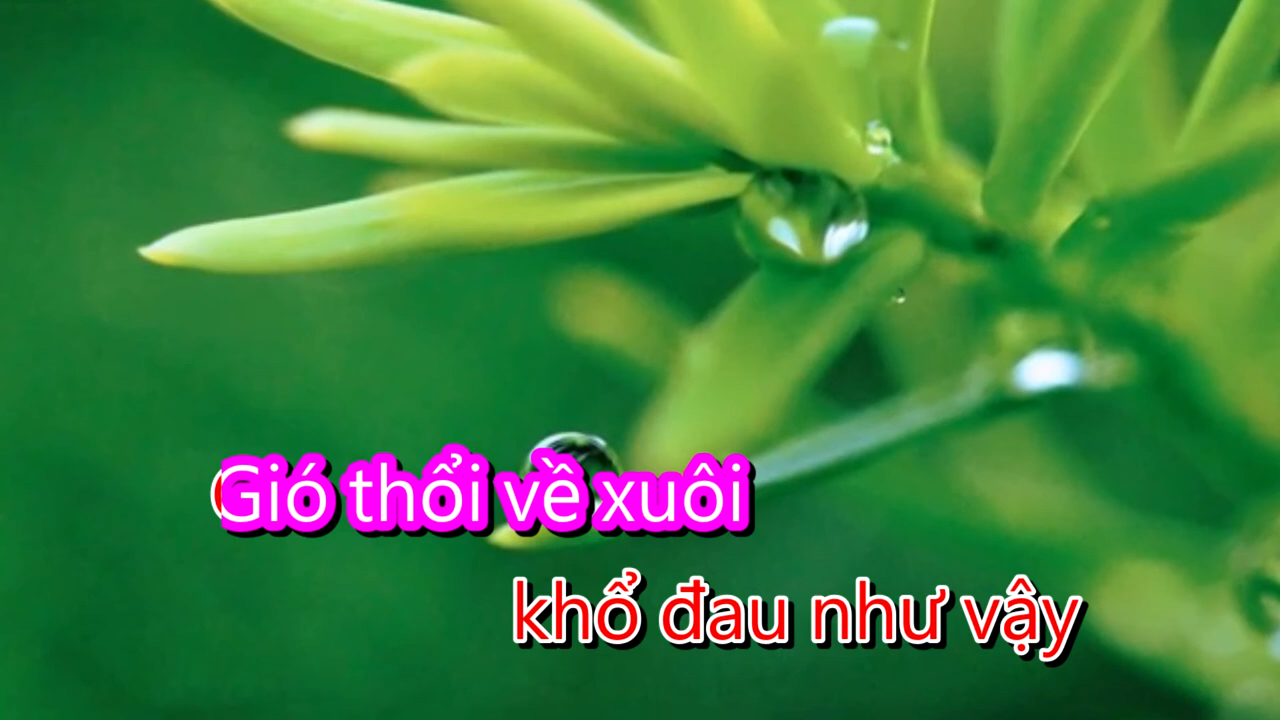 Gió thổi về xuôi
khổ đau như vậy